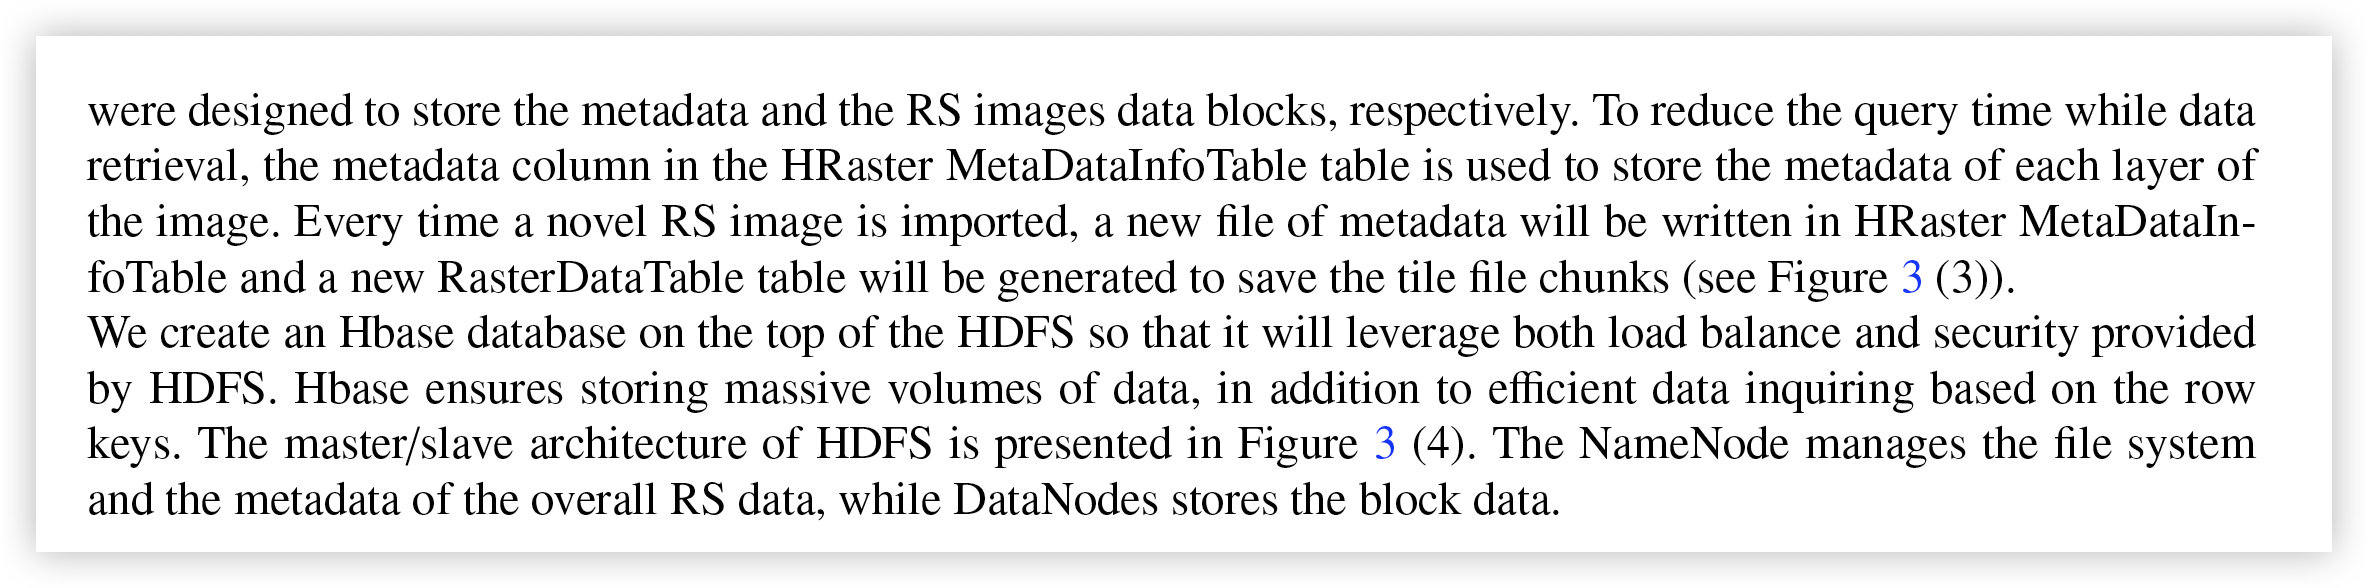 were designed to store the metadata and the RS images data blocks, respectively. To reduce the query time while data
retrieval, the metadata column in the HRaster MetaDataInfoTable table is used to store the metadata of each layer of
the image. Every time a novel RS image is imported, a new file of metadata will be written in HRaster MetaDataIn-
foTable and a new RasterDataTable table will be generated to save the tile file chunks (see Figure 3 (3)).
We create an Hbase database on the top of the HDFS so that it will leverage both load balance and security provided
by HDFS. Hbase ensures storing massive volumes of data, in addition to efficient data inquiring based on the row
keys. The master/slave architecture of HDFS is presented in Figure 3 (4). The NameNode manages the file system
and the metadata of the overall RS data, while DataNodes stores the block data.